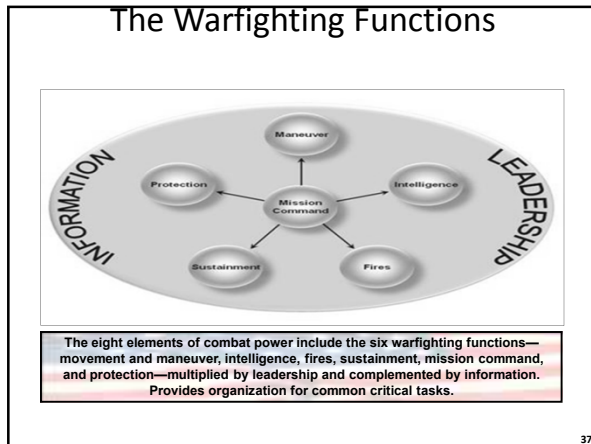 The Warfighting Functions
Maneuver
INFORMATION
LEADERSHIP
Protection
Intelligence
Mission
Command
Sustainment
Fires
The eight elements of combat power include the six warfighting functions—
movement and maneuver, intelligence, fires, sustainment, mission command,
and protection—multiplied by leadership and complemented by information.
Provides organization for common critical tasks.
37